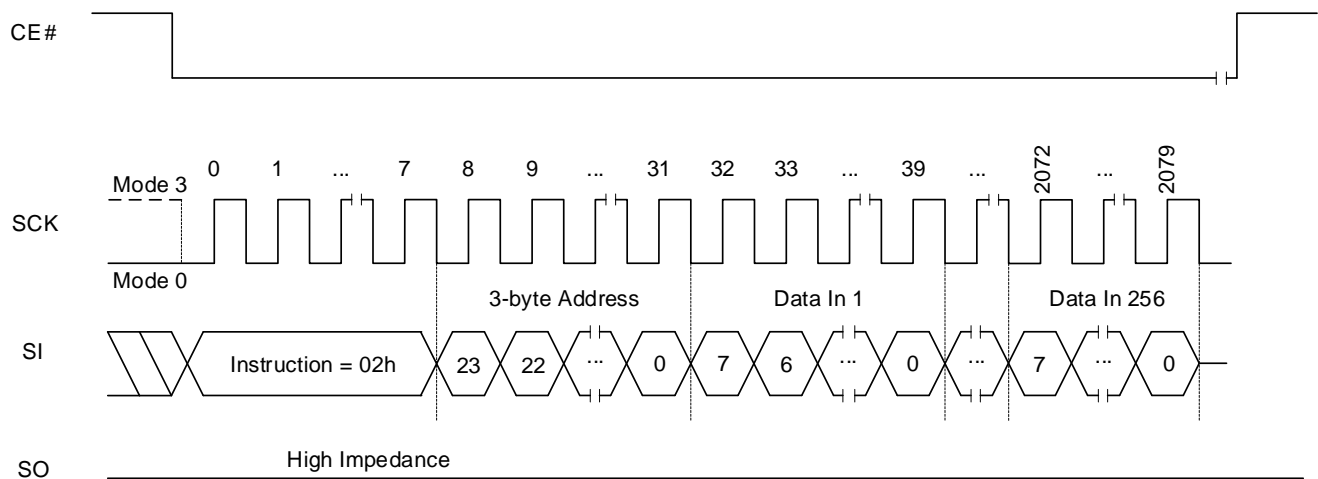 CE#
0 1 ... 7 8 9 ... 31 32 33 ... 39 ... 2072 ... 2079
Mode 3
SCK
Mode 0
3-byte Address Data In 1 Data In 256
SI Instruction = 02h 23 22 ... 0 7 6 ... 0 ... 7 ... 0
High Impedance
SO